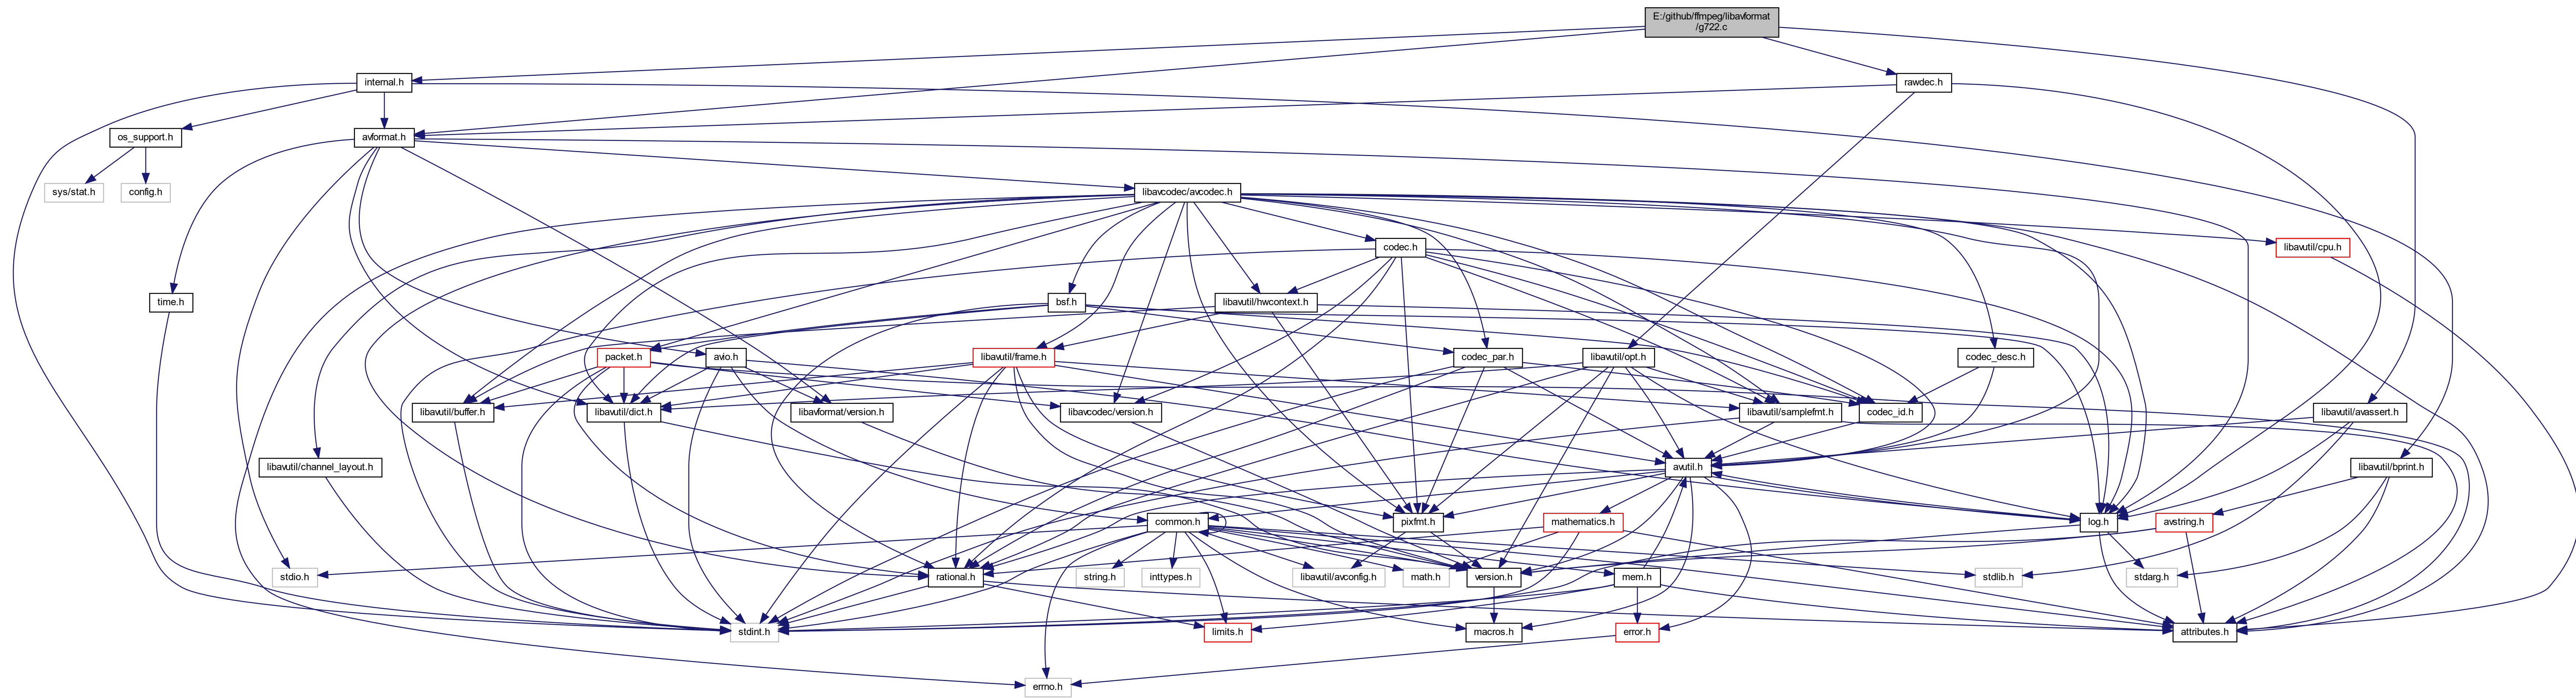 E:/github/ffmpeg/libavformat
/g722.c
internal.h
rawdec.h
os_support.h
avformat.h
sys/stat.h
config.h
libavcodec/avcodec.h
codec.h
libavutil/cpu.h
time.h
bsf.h
libavutil/hwcontext.h
packet.h
avio.h
libavutil/frame.h
codec_par.h
libavutil/opt.h
codec_desc.h
libavutil/buffer.h
libavutil/dict.h
libavformat/version.h
libavcodec/version.h
libavutil/samplefmt.h
codec_id.h
libavutil/avassert.h
libavutil/channel_layout.h
avutil.h
libavutil/bprint.h
common.h
pixfmt.h
mathematics.h
log.h
avstring.h
stdio.h
rational.h
string.h
inttypes.h
libavutil/avconfig.h
math.h
version.h
mem.h
stdlib.h
stdarg.h
stdint.h
limits.h
macros.h
error.h
attributes.h
errno.h